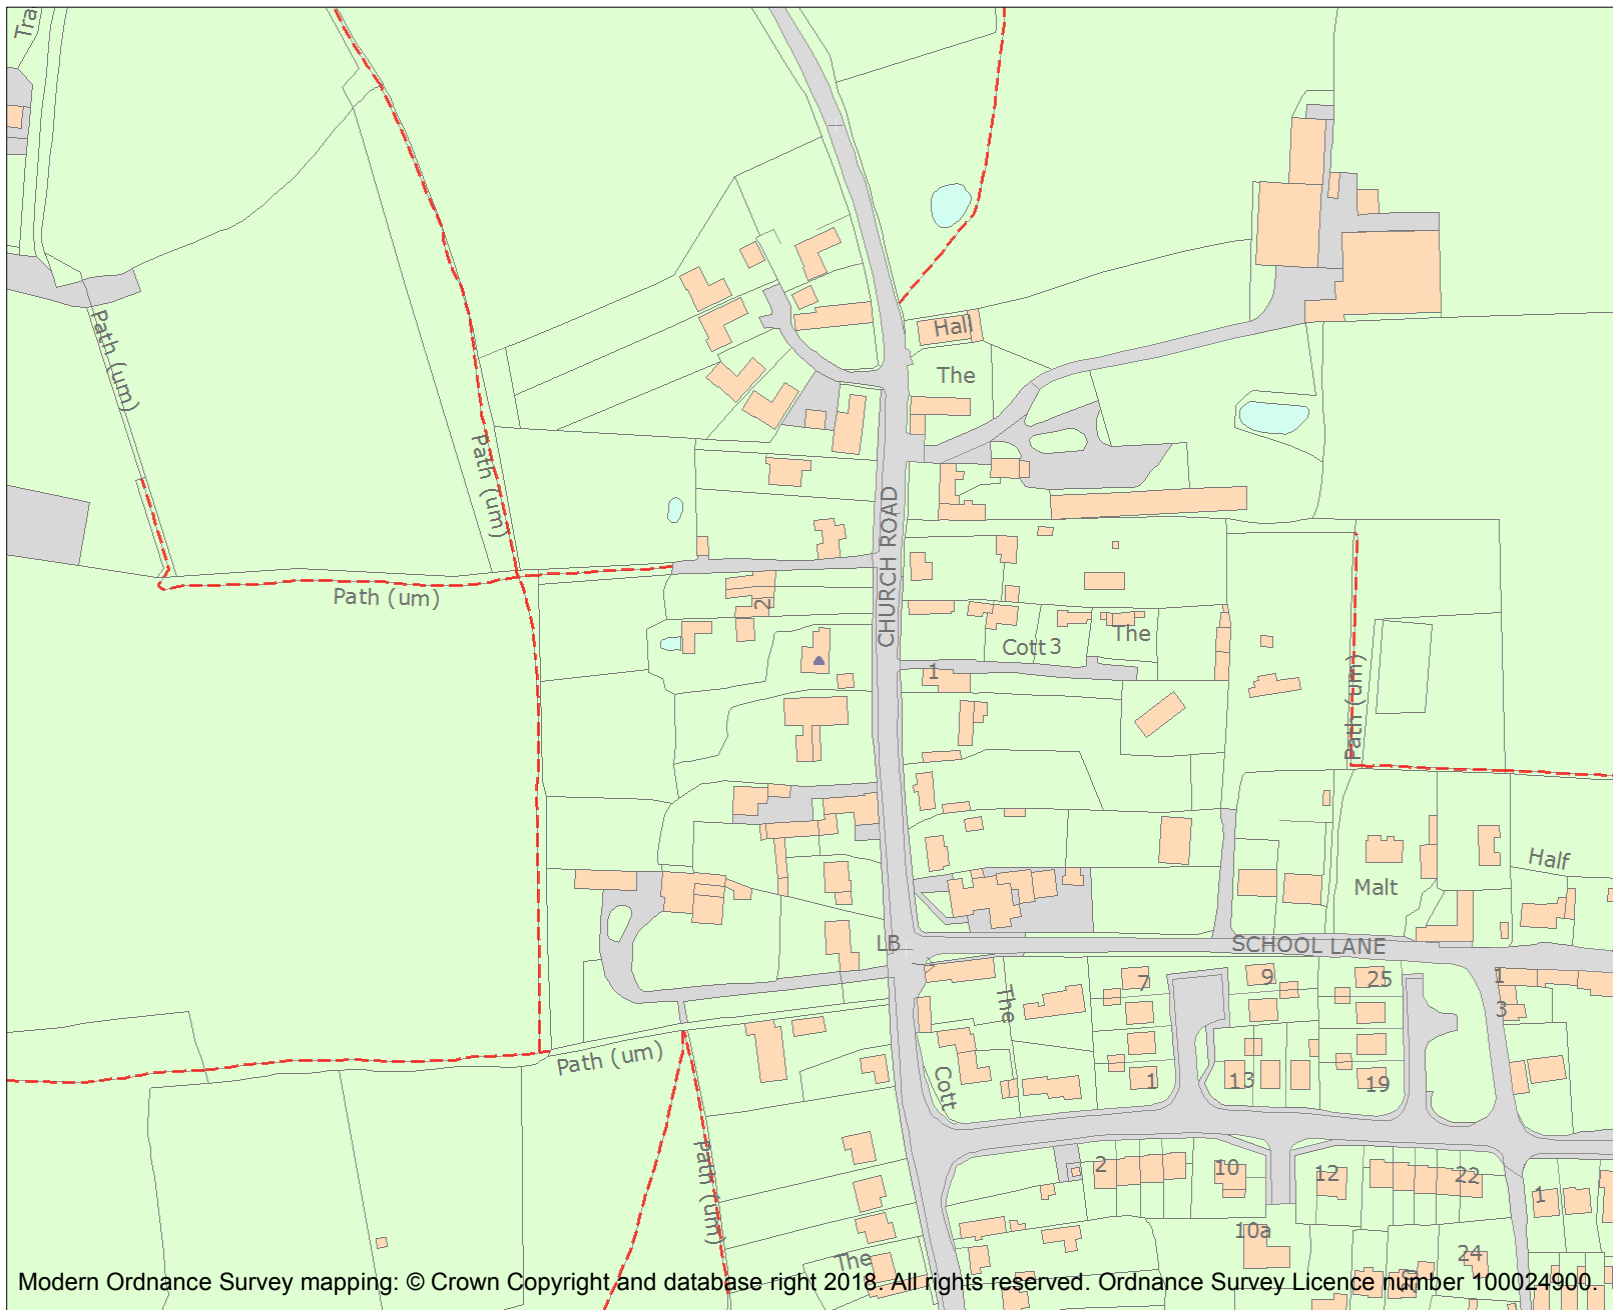 Tra
Path (um)
Hall
The
Path (um)
CHURCH ROAD
Path (um)
2
Cott 3
The
1
Path (um)
Half
Malt
LB
SCHOOL LANE
7
9
25
1
The
3
Path (um)
1
13
19
Cott
Path (um)
2
10
12
22
1
10a
The
24
Modern Ordnance Survey mapping: © Crown Copyright and database right 2018. All rights reserved. Ordnance Survey Licence number 100024900.